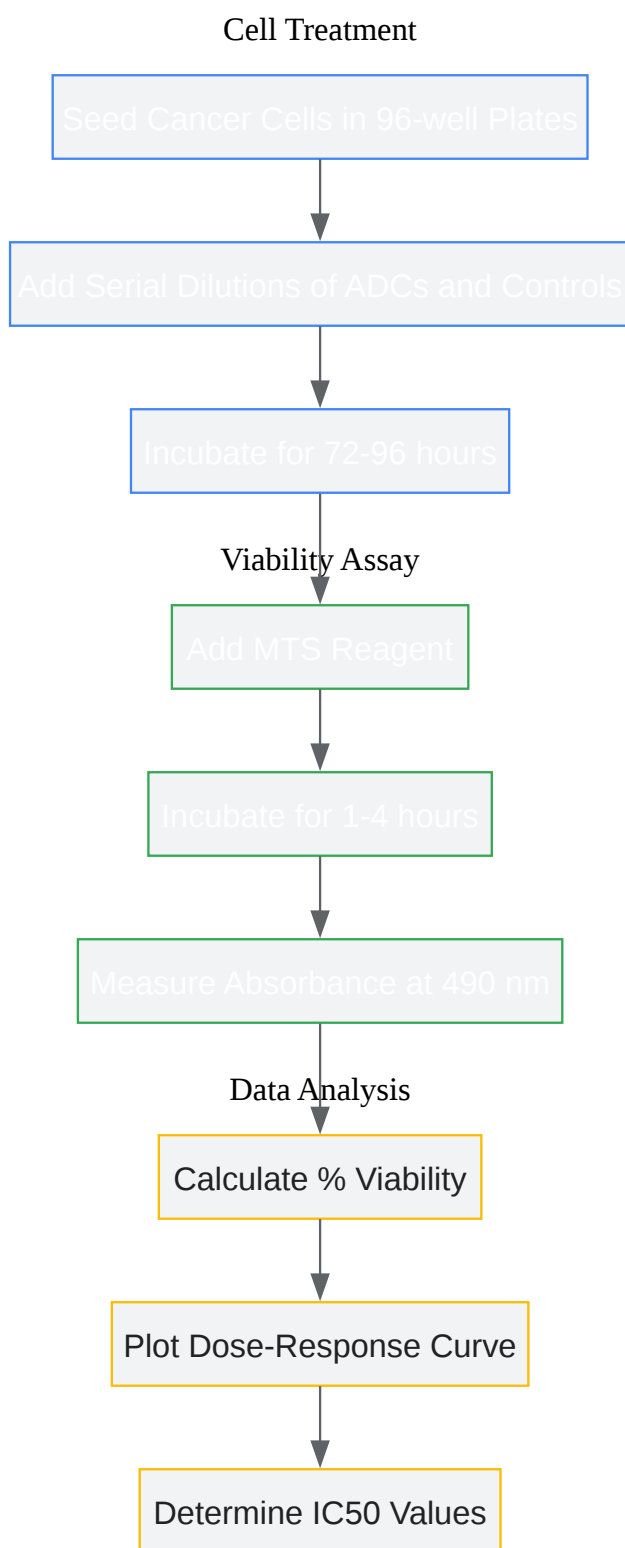 Cell Treatment
Seed Cancer Cells in 96-well Plates
Add Serial Dilutions of ADCs and Controls
Incubate for 72-96 hours
Viability Assay
Add MTS Reagent
Incubate for 1-4 hours
Measure Absorbance at 490 nm
Data Analysis
Calculate % Viability
Plot Dose-Response Curve
Determine IC50 Values